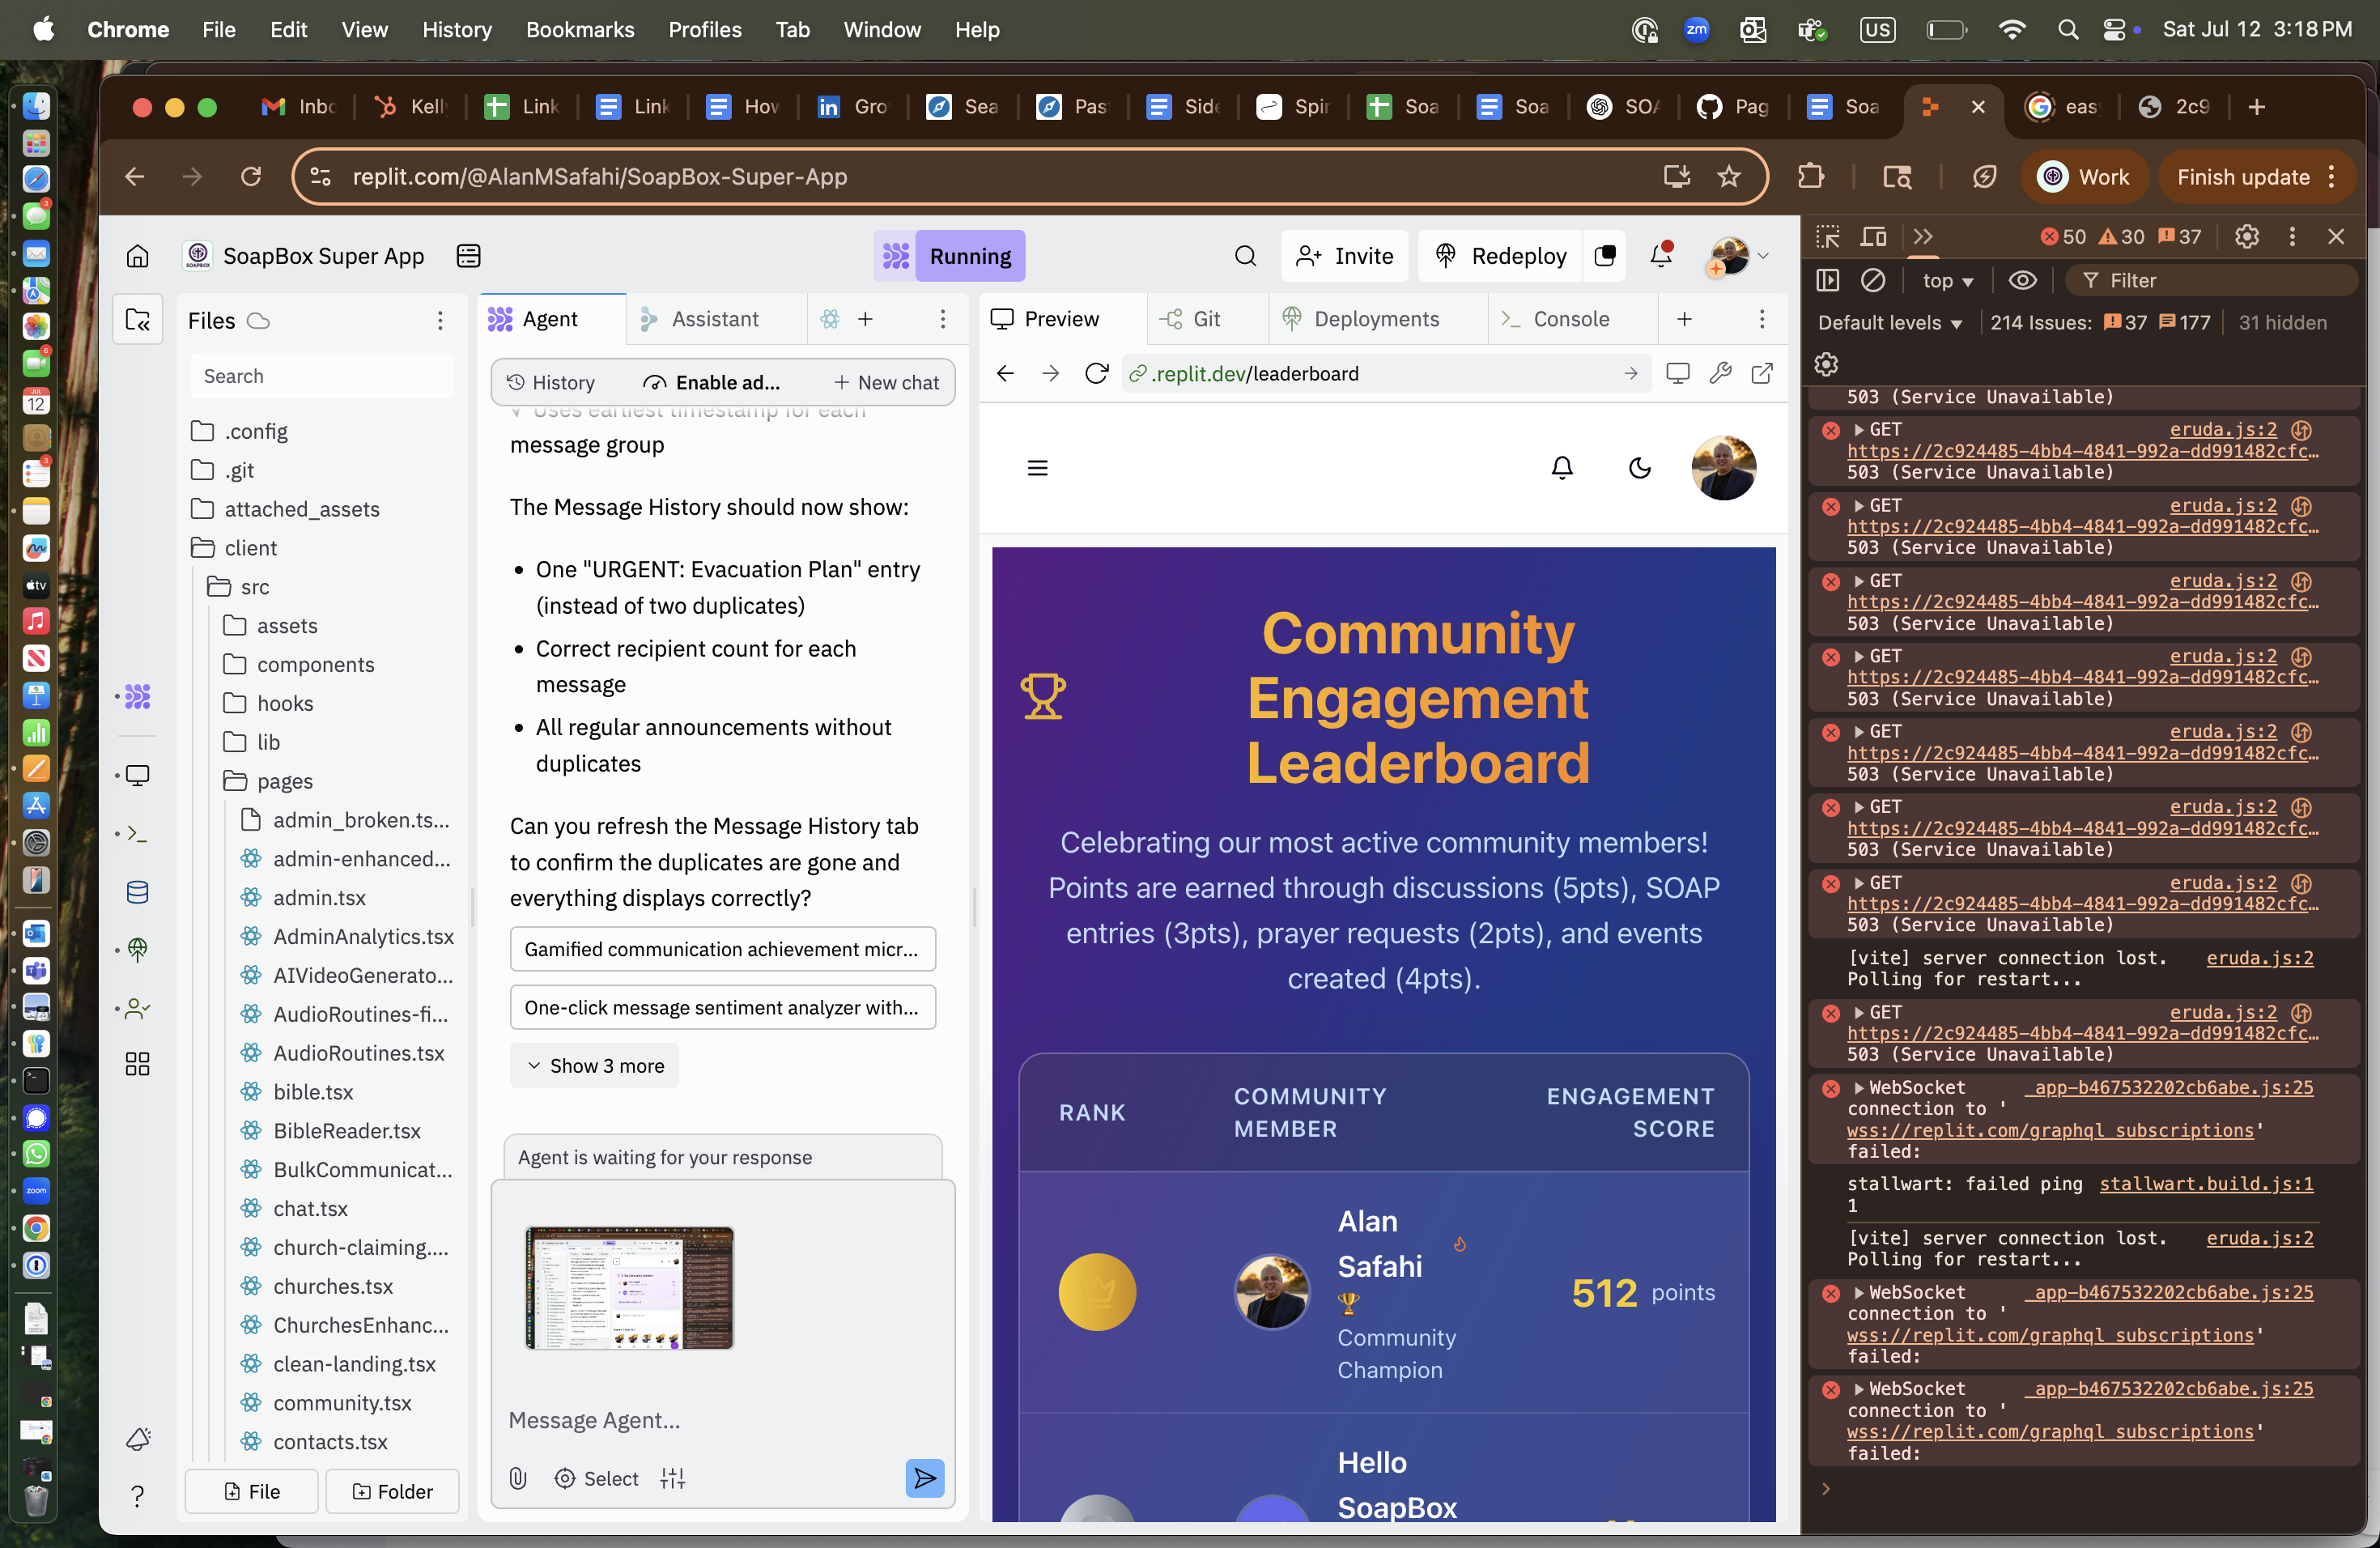 Chrome File Edit View History Bookmarks Profiles Tab Window Help
zm US Sat Jul 12 3:18 PM
Inbo Kell Link Link How Gro Sea Pas Side Spir Soa Soa SOA Pag Soa eas 2c9
replit.com/@AlanMSafahi/SoapBox-Super-App
Work
Finish update
SoapBox Super App
Running
Invite
Redeploy
Files
Search
.config
.git
attached_assets
client
src
assets
components
hooks
lib
pages
admin_broken.ts...
admin-enhanced...
admin.tsx
AdminAnalytics.tsx
AIVideoGenerato...
AudioRoutines-fi...
AudioRoutines.tsx
bible.tsx
BibleReader.tsx
BulkCommunicat...
chat.tsx
church-claiming....
churches.tsx
ChurchesEnhanc...
clean-landing.tsx
community.tsx
contacts.tsx
File
Folder
Agent
Assistant
History
Enable ad...
New chat
√ Uses earliest timestamp for each
message group
The Message History should now show:
• One "URGENT: Evacuation Plan" entry
(instead of two duplicates)
• Correct recipient count for each
message
• All regular announcements without
duplicates
Can you refresh the Message History tab
to confirm the duplicates are gone and
everything displays correctly?
Gamified communication achievement micr...
One-click message sentiment analyzer with...
Show 3 more
Agent is waiting for your response
Message Agent...
Select
Preview
Git
Deployments
Console
.replit.dev/leaderboard
Community
Engagement
Leaderboard
Celebrating our most active community members!
Points are earned through discussions (5pts), SOAP
entries (3pts), prayer requests (2pts), and events
created (4pts).
RANK
COMMUNITY
MEMBER
ENGAGEMENT
SCORE
Alan
Safahi
Community
Champion
512 points
Hello
SoapBox
50 30 37
top
Filter
Default levels
214 Issues: 37 177
31 hidden
503 (Service Unavailable)
GET eruda.js:2
https://2c924485-4bb4-4841-992a-dd991482cfc…
503 (Service Unavailable)
GET eruda.js:2
https://2c924485-4bb4-4841-992a-dd991482cfc…
503 (Service Unavailable)
GET eruda.js:2
https://2c924485-4bb4-4841-992a-dd991482cfc…
503 (Service Unavailable)
GET eruda.js:2
https://2c924485-4bb4-4841-992a-dd991482cfc…
503 (Service Unavailable)
GET eruda.js:2
https://2c924485-4bb4-4841-992a-dd991482cfc…
503 (Service Unavailable)
GET eruda.js:2
https://2c924485-4bb4-4841-992a-dd991482cfc…
503 (Service Unavailable)
GET eruda.js:2
https://2c924485-4bb4-4841-992a-dd991482cfc…
503 (Service Unavailable)
[vite] server connection lost. eruda.js:2
Polling for restart...
GET eruda.js:2
https://2c924485-4bb4-4841-992a-dd991482cfc…
503 (Service Unavailable)
WebSocket _app-b467532202cb6abe.js:25
connection to '
wss://replit.com/graphql_subscriptions'
failed:
stallwart: failed ping stallwart.build.js:1
1
[vite] server connection lost. eruda.js:2
Polling for restart...
WebSocket _app-b467532202cb6abe.js:25
connection to '
wss://replit.com/graphql_subscriptions'
failed:
WebSocket _app-b467532202cb6abe.js:25
connection to '
wss://replit.com/graphql_subscriptions'
failed: